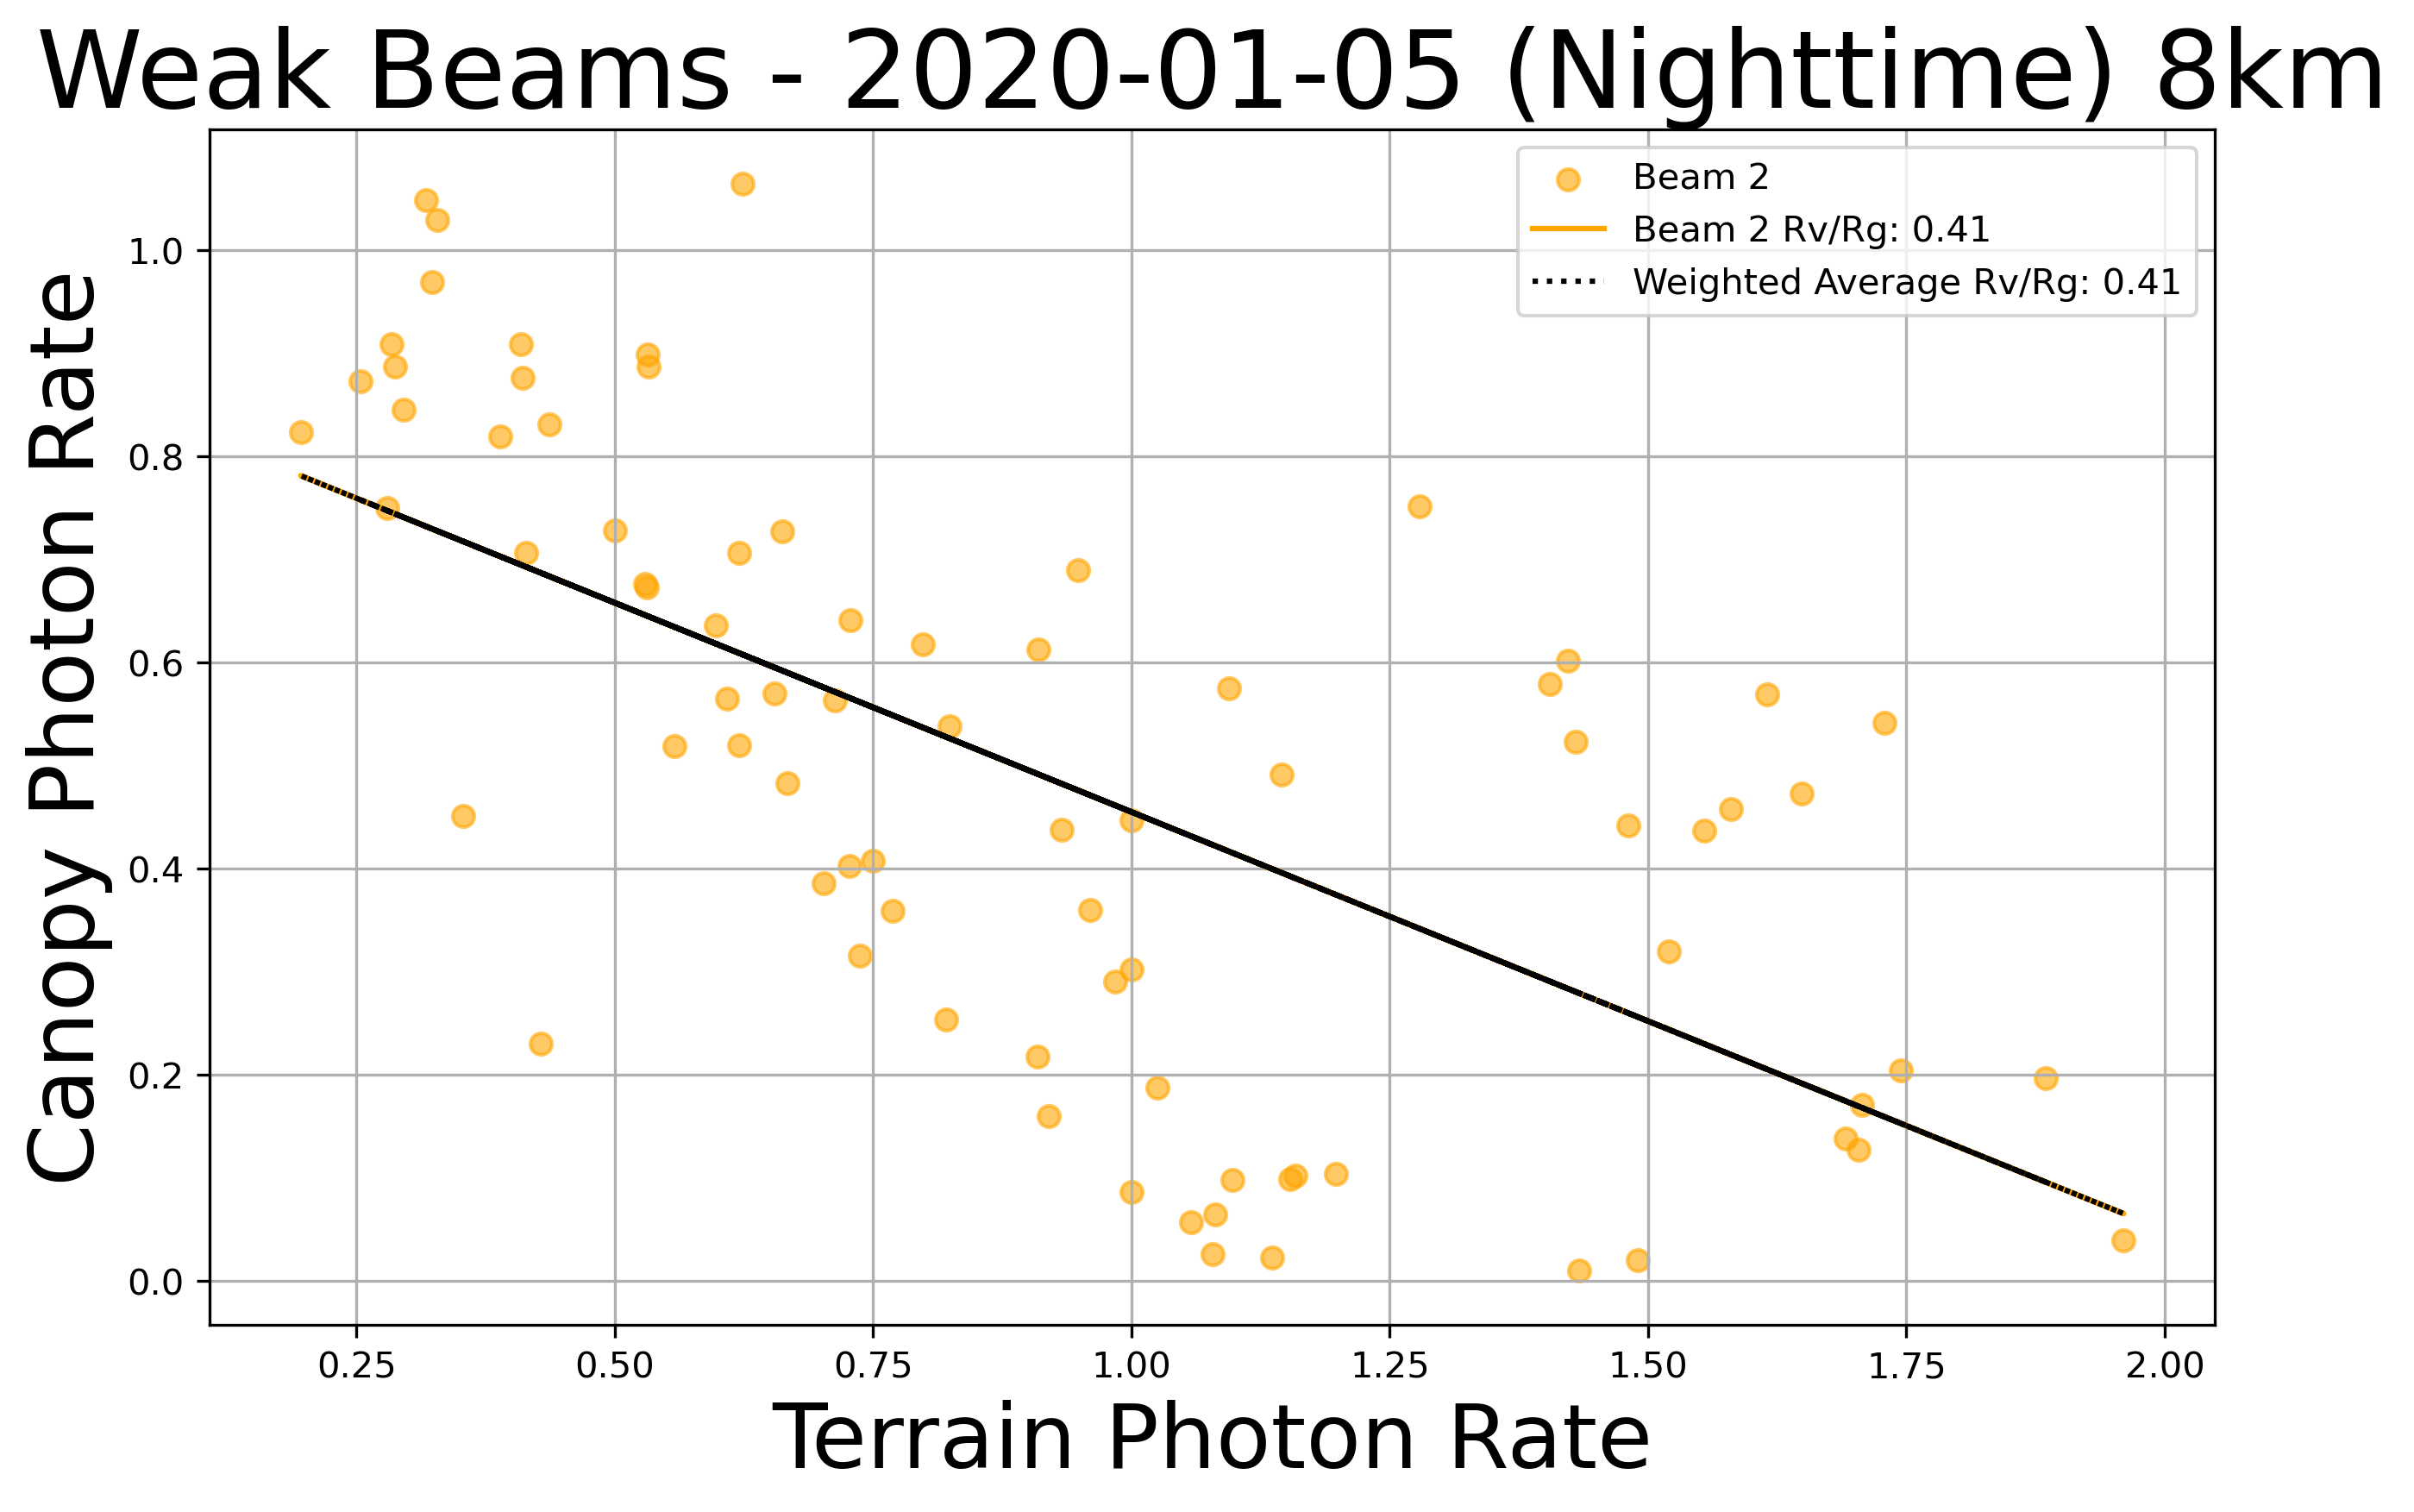 Weak Beams - 2020-01-05 (Nighttime) 8km
Beam 2
Beam 2 Rv/Rg: 0.41
Weighted Average Rv/Rg: 0.41
Canopy Photon Rate
1.0
0.8
0.6
0.4
0.2
0.0
0.25 0.50 0.75 1.00 1.25 1.50 1.75 2.00
Terrain Photon Rate